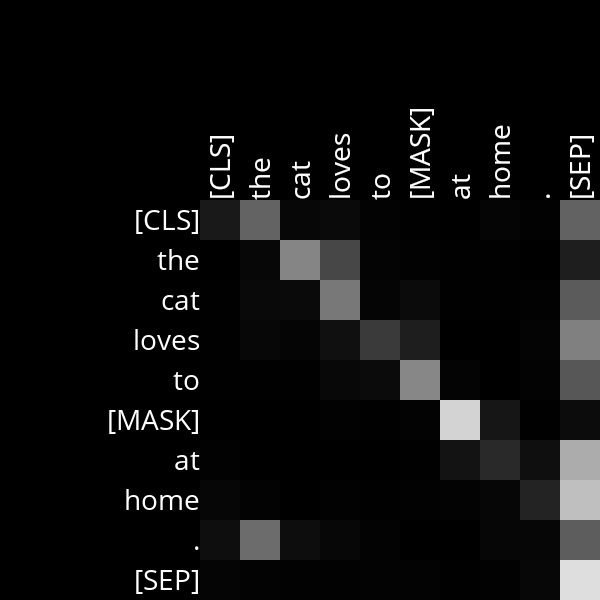 [CLS] the cat loves to [MASK] at home . [SEP]
[CLS]
the
cat
loves
to
[MASK]
at
home
.
[SEP]